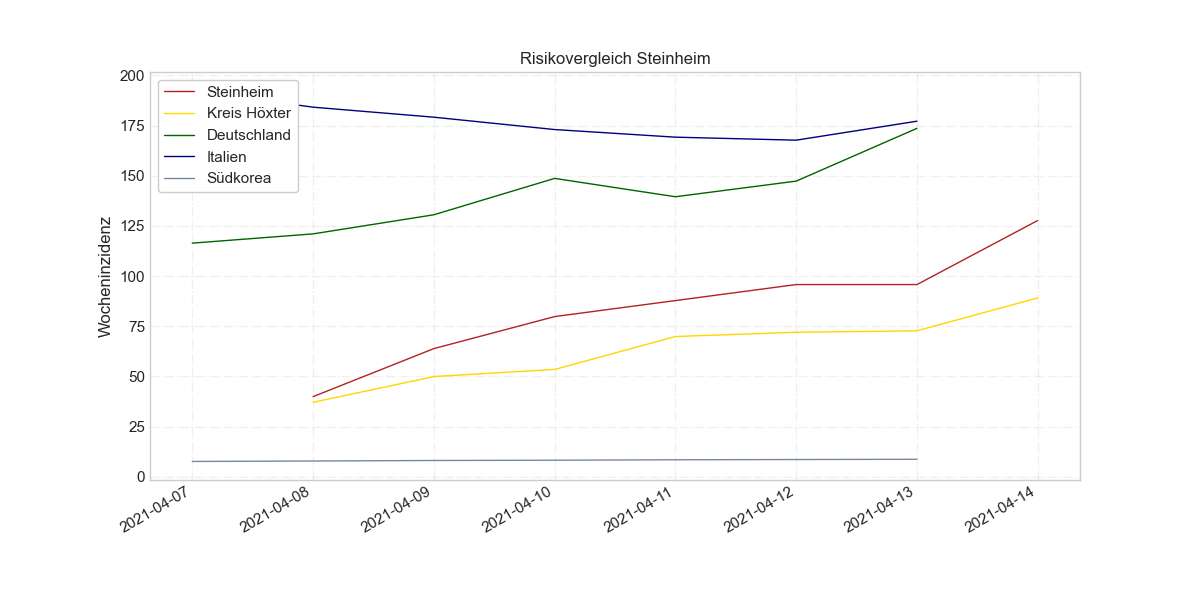 Risikovergleich Steinheim
Wocheninzidenz
200
175
150
125
100
75
50
25
0
Steinheim
Kreis Höxter
Deutschland
Italien
Südkorea
2021-04-07
2021-04-08
2021-04-09
2021-04-10
2021-04-11
2021-04-12
2021-04-13
2021-04-14